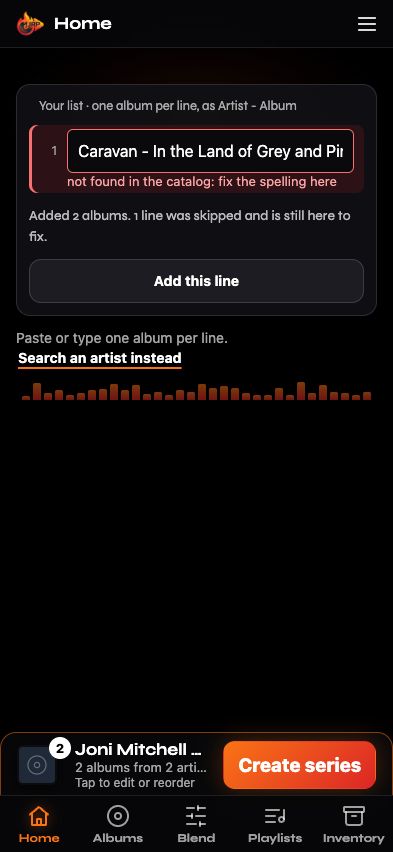 Home
Your list · one album per line, as Artist - Album
1 Caravan - In the Land of Grey and Pin
not found in the catalog: fix the spelling here
Added 2 albums. 1 line was skipped and is still here to
fix.
Add this line
Paste or type one album per line.
Search an artist instead
2 Joni Mitchell ...
2 albums from 2 arti...
Tap to edit or reorder
Create series
Home Albums Blend Playlists Inventory